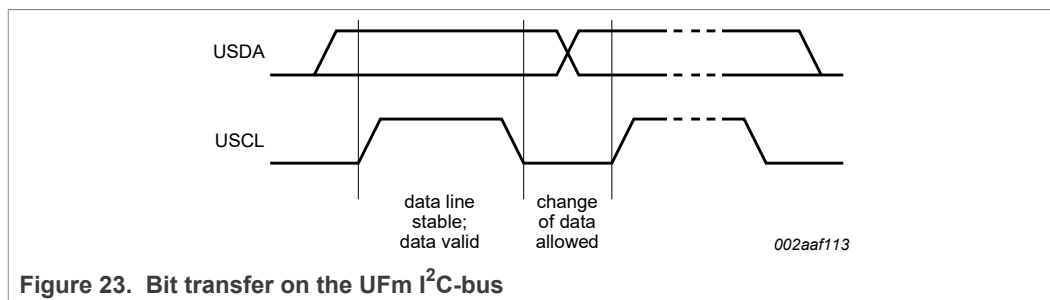 USDA
USCL
data line
stable;
data valid
change
of data
allowed
002aaf113
Figure 23. Bit transfer on the UFm I²C-bus